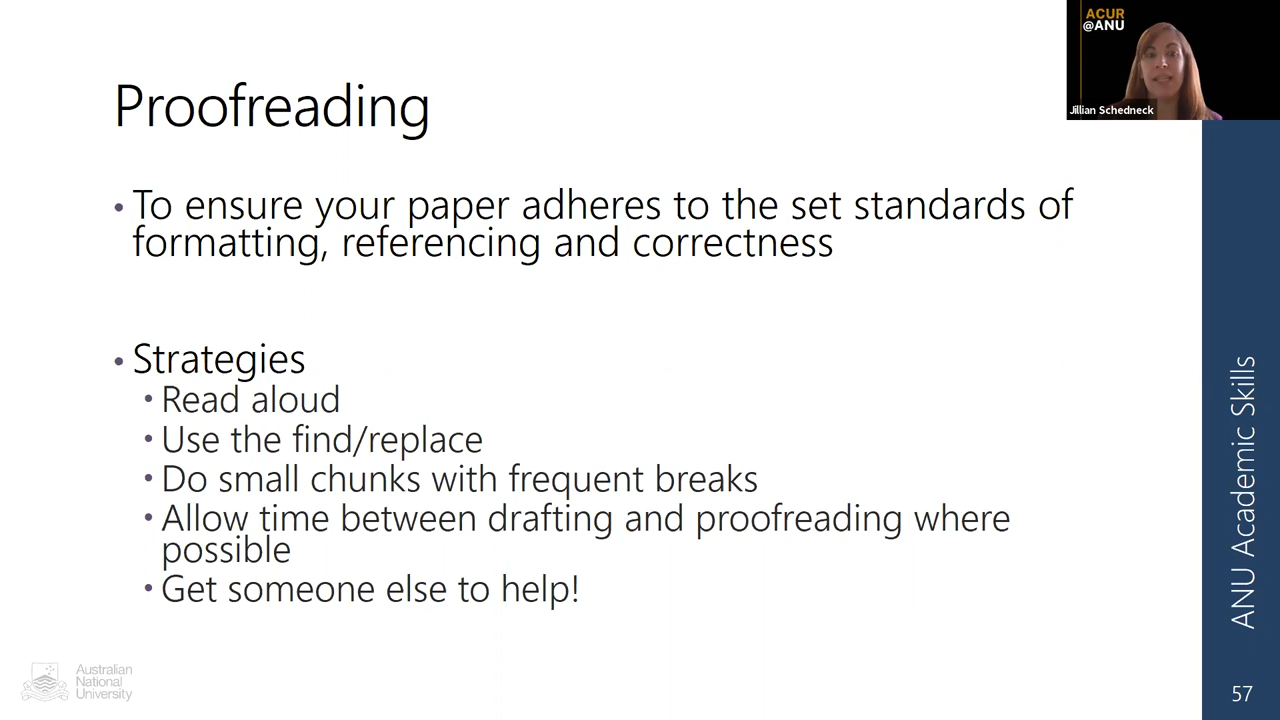 ACUR
@ANU
Jillian Schedneck
Proofreading
• To ensure your paper adheres to the set standards of
formatting, referencing and correctness
• Strategies
• Read aloud
• Use the find/replace
• Do small chunks with frequent breaks
• Allow time between drafting and proofreading where
possible
• Get someone else to help!
ANU Academic Skills
Australian
National
University
57